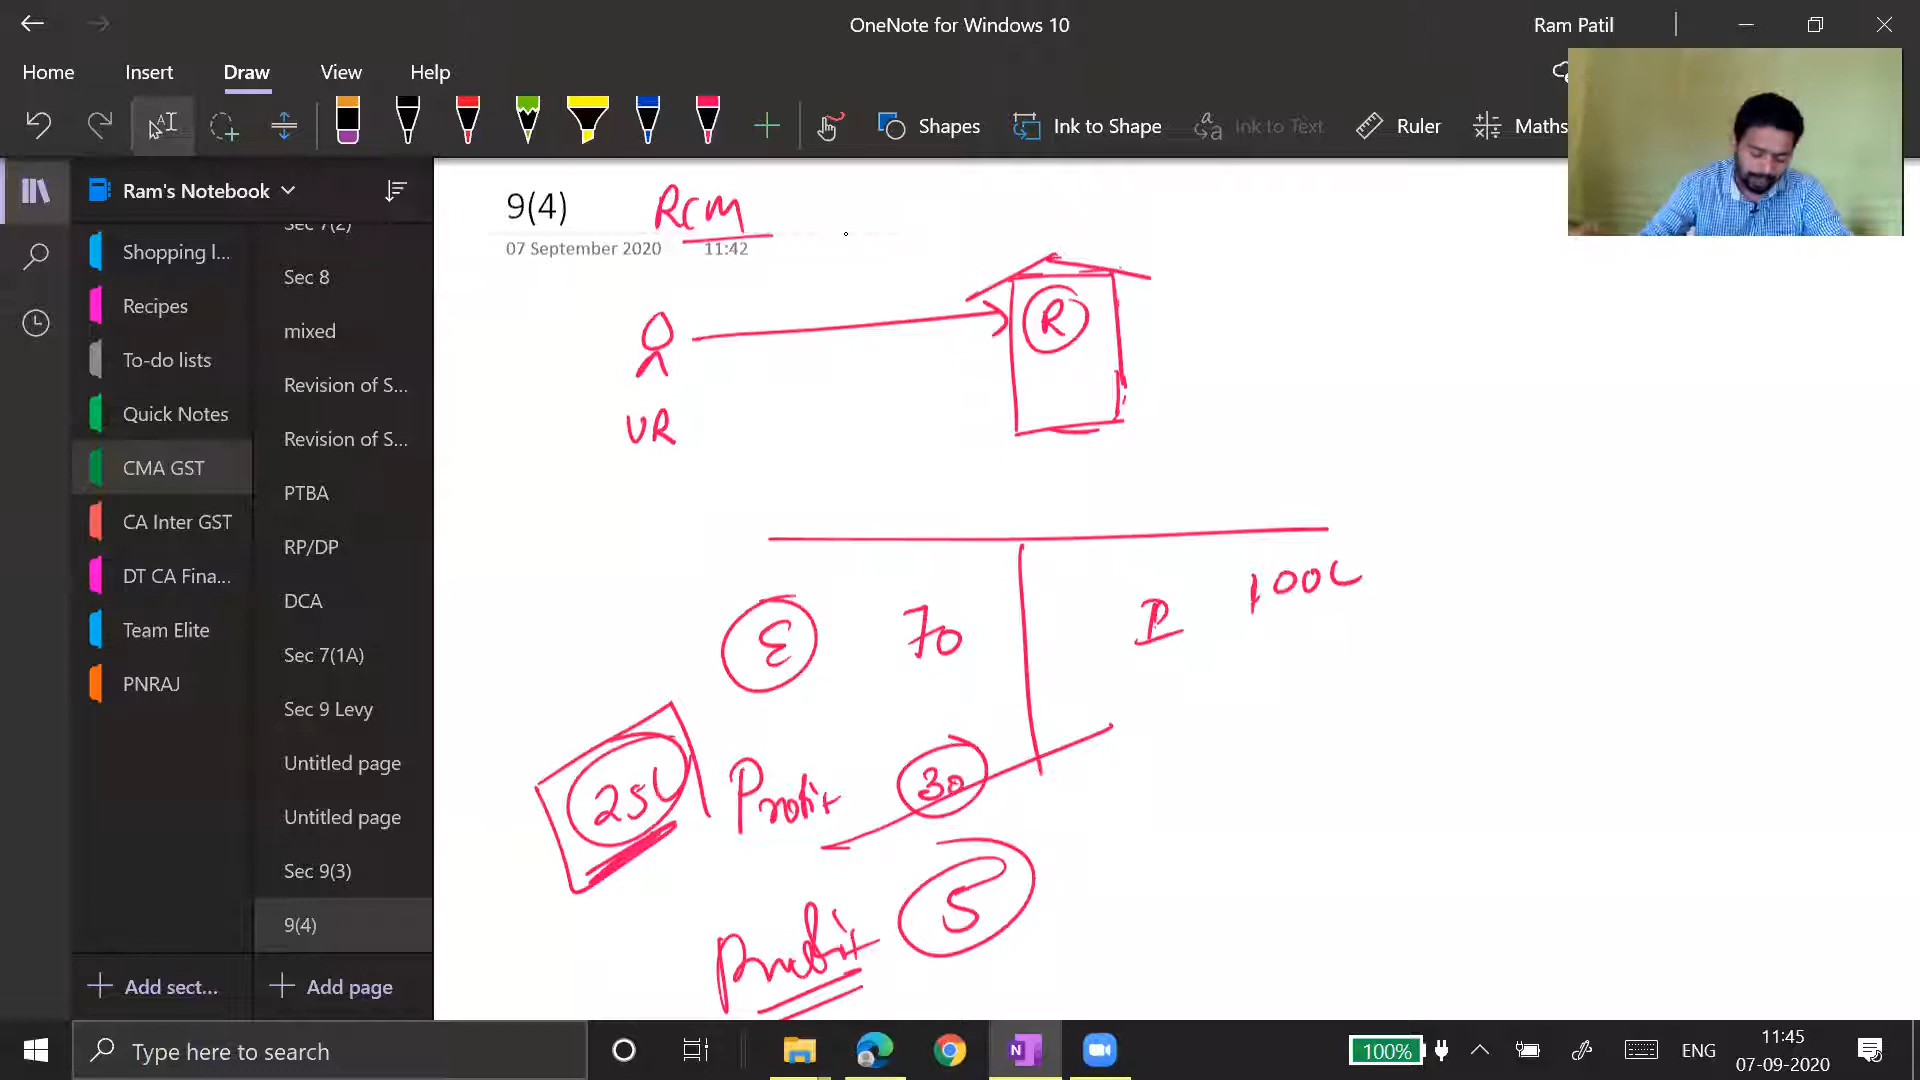 OneNote for Windows 10
Ram Patil
Home
Insert
Draw
View
Help
Shapes
Ink to Shape
Ink to Text
Ruler
Maths
Ram's Notebook
Shopping l...
Recipes
To-do lists
Quick Notes
CMA GST
CA Inter GST
DT CA Fina...
Team Elite
PNRAJ
Add sect...
Sec 7(2)
Sec 8
mixed
Revision of S...
Revision of S...
PTBA
RP/DP
DCA
Sec 7(1A)
Sec 9 Levy
Untitled page
Untitled page
Sec 9(3)
9(4)
Add page
9(4) RCM
07 September 2020 11:42
R
UR
E 70 I 100L
25L Profit 30
5
Profit
Type here to search
100%
ENG
11:45
07-09-2020